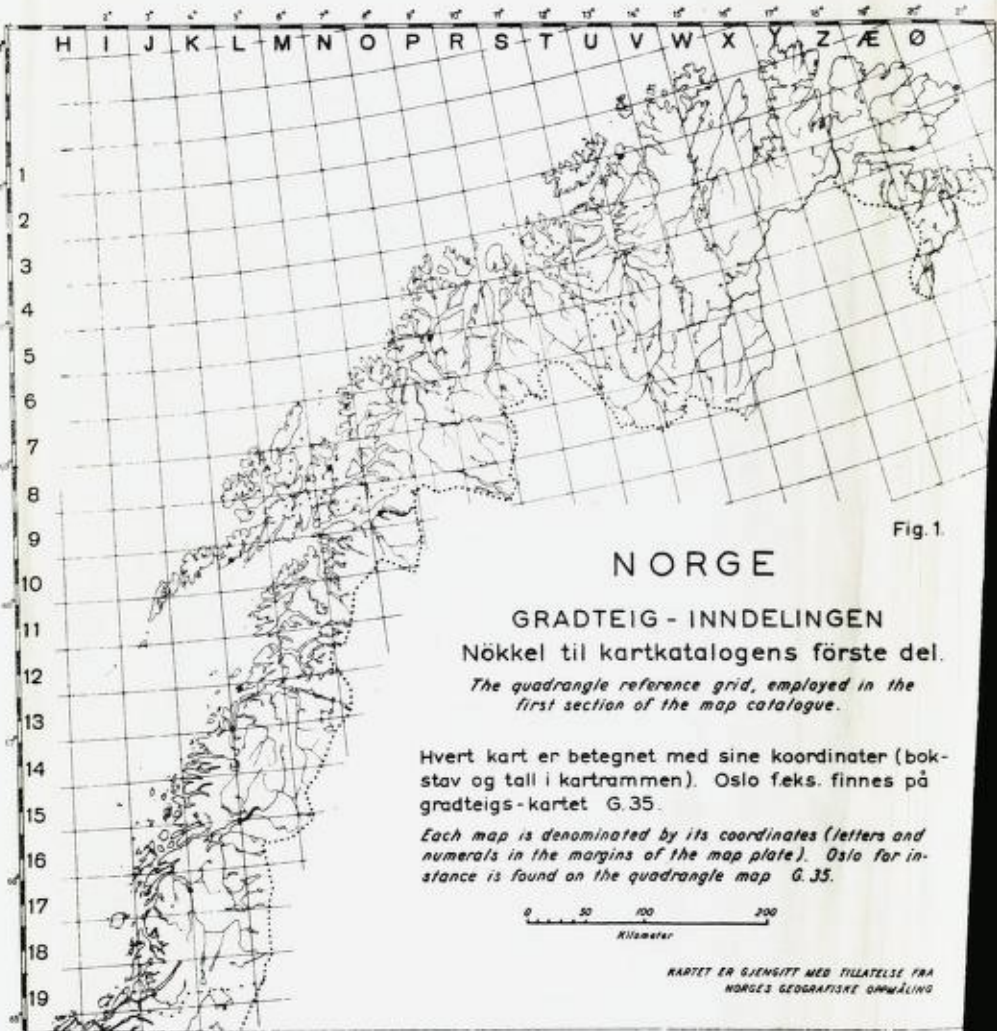 H I J K L M N O P R S T U V W X Y Z Æ Ø
1
2
3
4
5
6
7
8
9
10
11
12
13
14
15
16
17
18
19
Fig. 1.
NORGE
GRADTEIG - INNDELINGEN
Nökkel til kartkatalogens förste del.
The quadrangle reference grid, employed in the
first section of the map catalogue.
Hvert kart er betegnet med sine koordinater (bok-
stav og tall i kartrammen). Oslo f.eks. finnes på
gradteigs-kartet G.35.
Each map is denominated by its coordinates (letters and
numerals in the margins of the map plate). Oslo for in-
stance is found on the quadrangle map G.35.
0 50 100 200
Kilometer
KARTET ER GJENGITT MED TILLATELSE FRA
NORGES GEOGRAFISKE OPPMÅLING